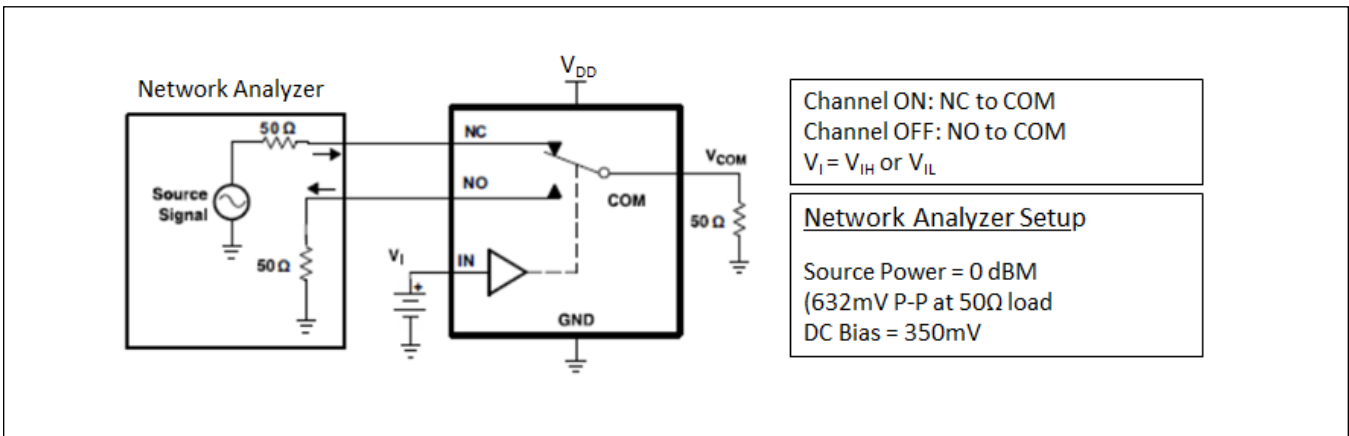 Network Analyzer
50 Ω
Source
Signal
50 Ω
V_DD
NC
NO
COM
V_COM
50 Ω
V_I
IN
+
GND
Channel ON: NC to COM
Channel OFF: NO to COM
V_I = V_IH or V_IL
Network Analyzer Setup
Source Power = 0 dBM
(632mV P-P at 50Ω load
DC Bias = 350mV